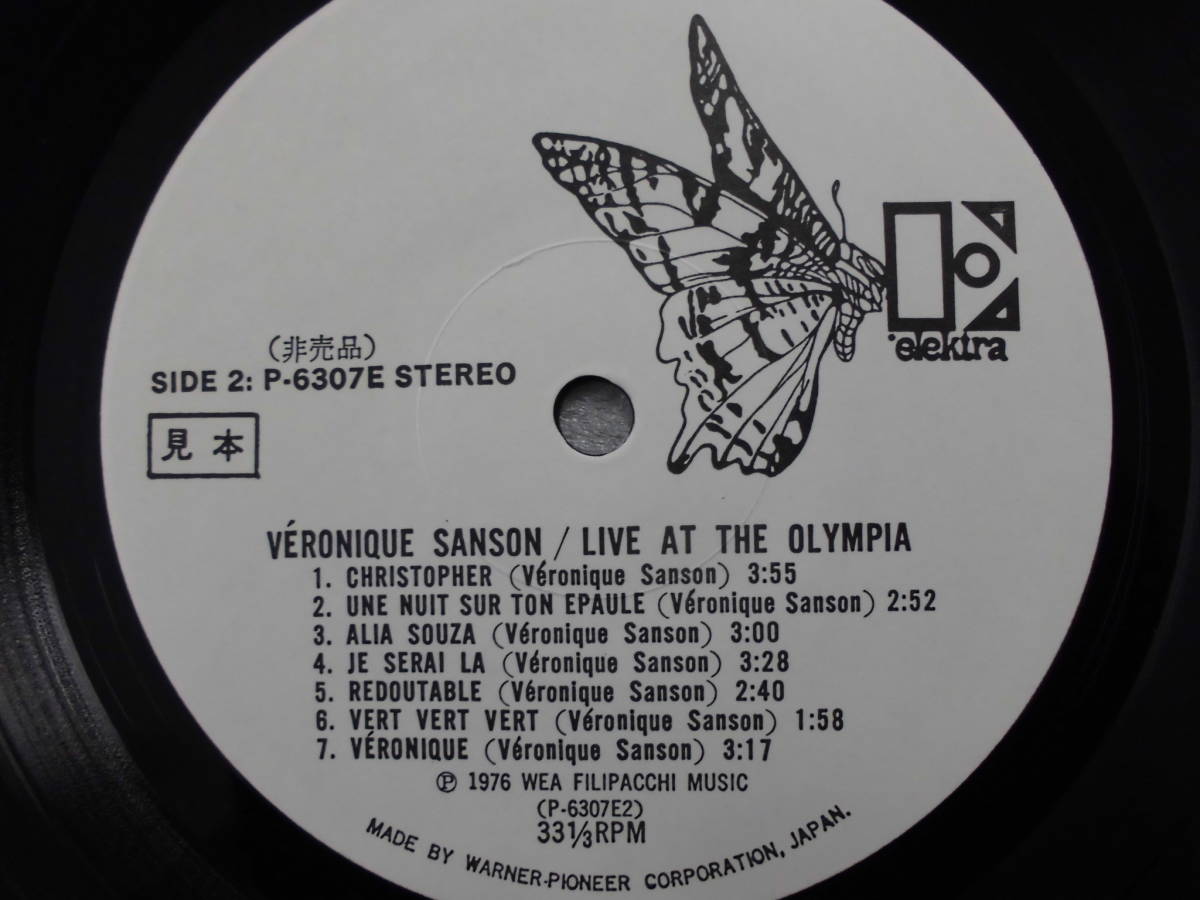 elektra
(非売品)
SIDE 2: P-6307E STEREO
見本
VÉRONIQUE SANSON / LIVE AT THE OLYMPIA
1. CHRISTOPHER (Véronique Sanson) 3:55
2. UNE NUIT SUR TON EPAULE (Véronique Sanson) 2:52
3. ALIA SOUZA (Véronique Sanson) 3:00
4. JE SERAI LA (Véronique Sanson) 3:28
5. REDOUTABLE (Véronique Sanson) 2:40
6. VERT VERT VERT (Véronique Sanson) 1:58
7. VÉRONIQUE (Véronique Sanson) 3:17
℗ 1976 WEA FILIPACCHI MUSIC
(P-6307E2)
33 1/3 RPM
MADE BY WARNER-PIONEER CORPORATION, JAPAN.